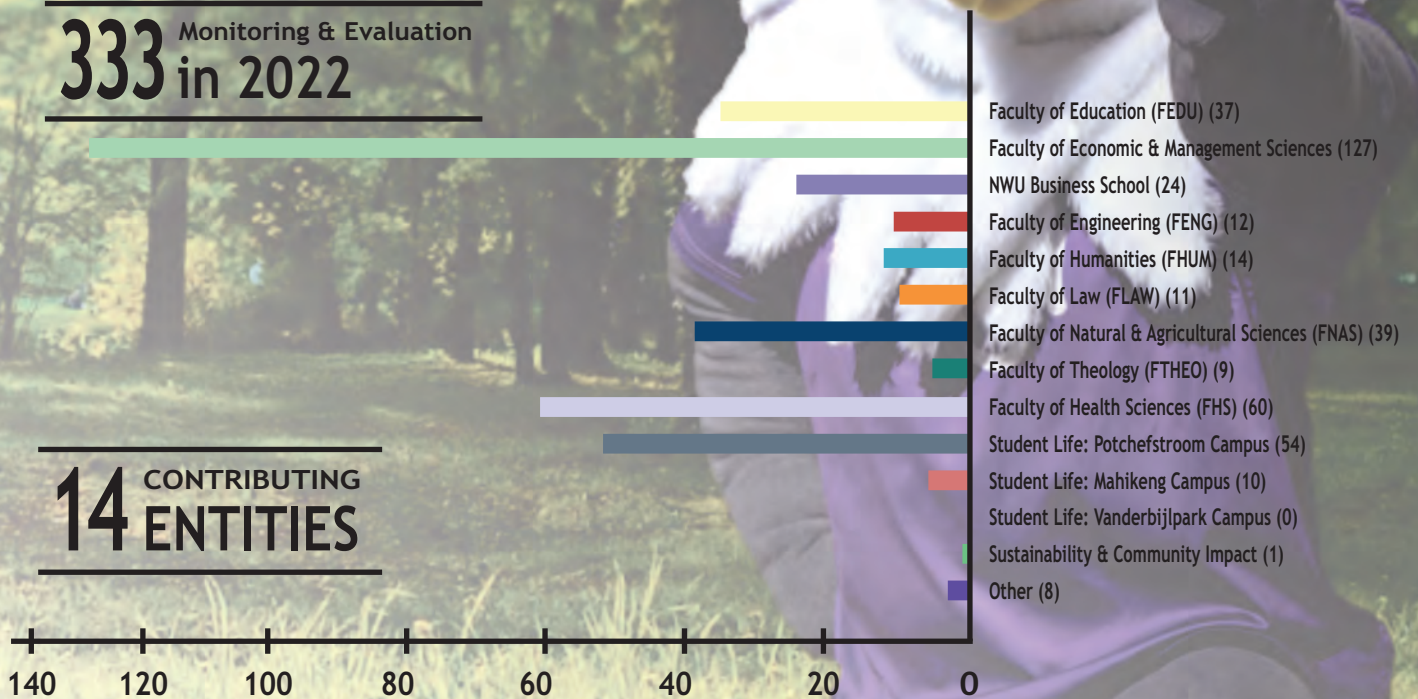 333 Monitoring & Evaluation
in 2022
Faculty of Education (FEDU) (37)
Faculty of Economic & Management Sciences (127)
NWU Business School (24)
Faculty of Engineering (FENG) (12)
Faculty of Humanities (FHUM) (14)
Faculty of Law (FLAW) (11)
Faculty of Natural & Agricultural Sciences (FNAS) (39)
Faculty of Theology (FTHEO) (9)
Faculty of Health Sciences (FHS) (60)
Student Life: Potchefstroom Campus (54)
Student Life: Mahikeng Campus (10)
Student Life: Vanderbijlpark Campus (0)
Sustainability & Community Impact (1)
Other (8)
14 CONTRIBUTING
ENTITIES
140 120 100 80 60 40 20 0